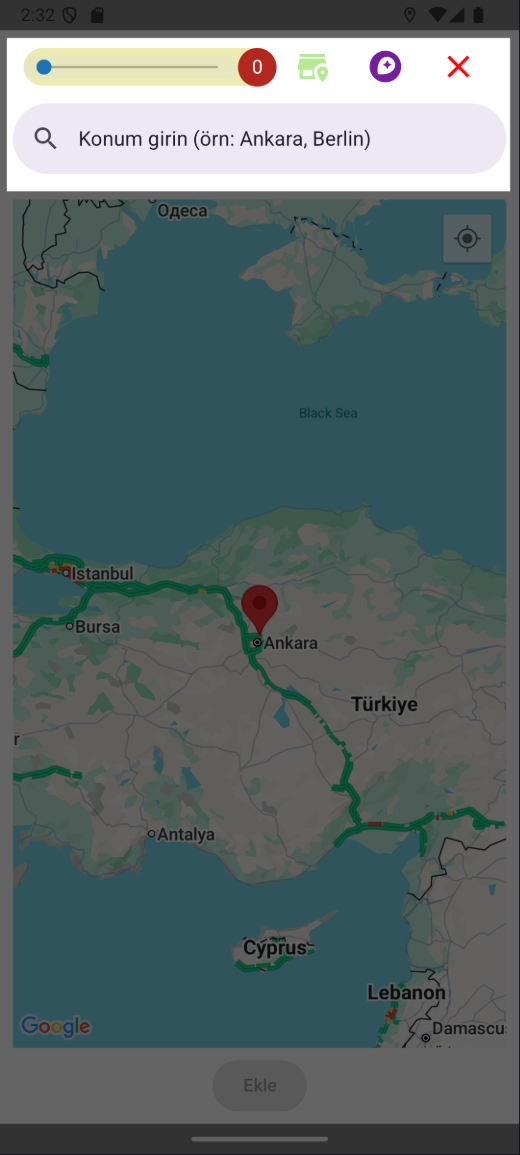 2:32
0
Konum girin (örn: Ankara, Berlin)
Одеса
Black Sea
Istanbul
Bursa
Ankara
Türkiye
r
Antalya
Cyprus
Lebanon
Damascu
Google
Ekle